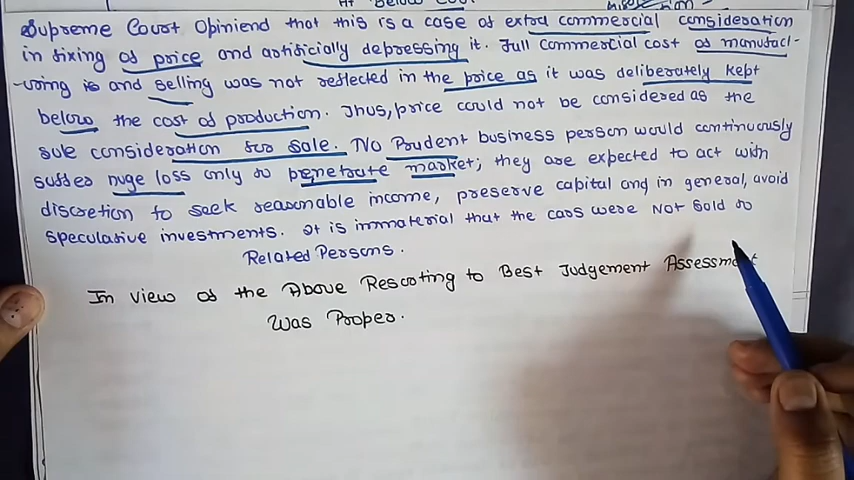 At Below Cost
Supreme Court Opiniend that this is a case of extra commercial consideration
in fixing of price and artificially depressing it. Full commercial cost of manufact-
-uring is and selling was not reflected in the price as it was deliberately kept
below the cost of production. Thus, price could not be considered as the
sole consideration for sale. No Prudent business person would continuously
suffer huge loss only to penetrate market; they are expected to act with
discretion to seek reasonable income, preserve capital and in general, avoid
speculative investments. It is immaterial that the cars were Not Sold to
Related Persons.
In view of the Above Resorting to Best Judgement Assessment
Was Proper.